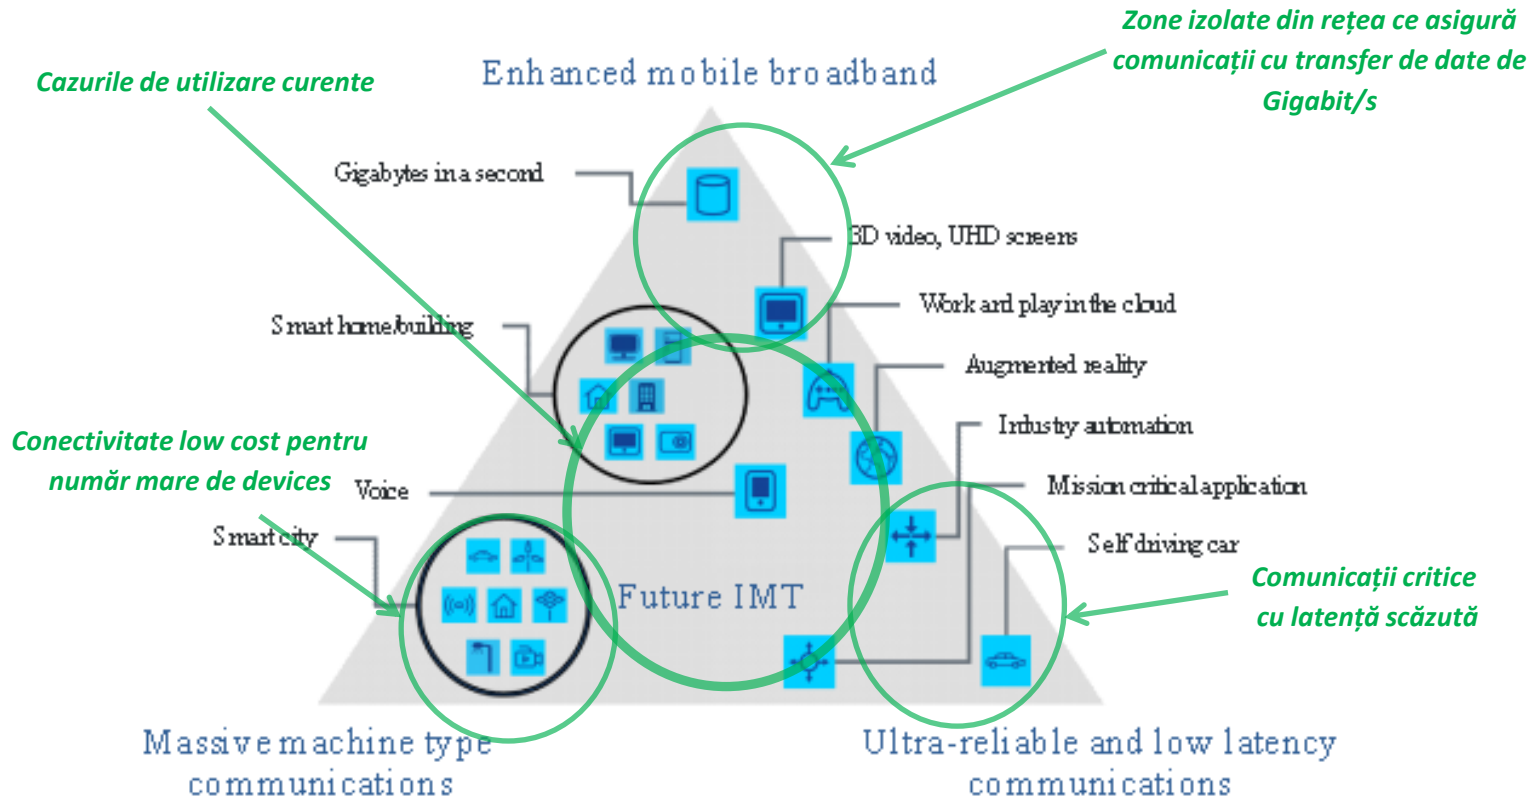 Zone izolate din rețea ce asigură
comunicații cu transfer de date de
Gigabit/s
Cazurile de utilizare curente
Enhanced mobile broadband
Gigabytes in a second
3D video, UHD screens
Work and play in the cloud
Smart home/building
Augmented reality
Industry automation
Conectivitate low cost pentru
număr mare de devices
Voice
Mission critical application
Smart city
Self driving car
Comunicații critice
cu latență scăzută
Future IMT
Massive machine type
communications
Ultra-reliable and low latency
communications